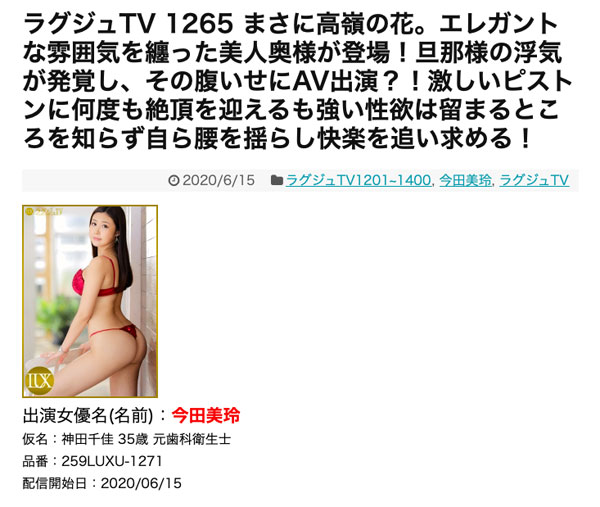 ラグジュTV 1265 まさに高嶺の花。エレガント
な雰囲気を纏った美人奥様が登場！旦那様の浮気
が発覚し、その腹いせにAV出演？！激しいピスト
ンに何度も絶頂を迎えるも強い性欲は留まるとこ
ろを知らず自ら腰を揺らし快楽を追い求める！
2020/6/15 ラグジュTV1201~1400, 今田美玲, ラグジュTV
LUX
出演女優名(名前)：今田美玲
仮名：神田千佳 35歳 元歯科衛生士
品番：259LUXU-1271
配信開始日：2020/06/15